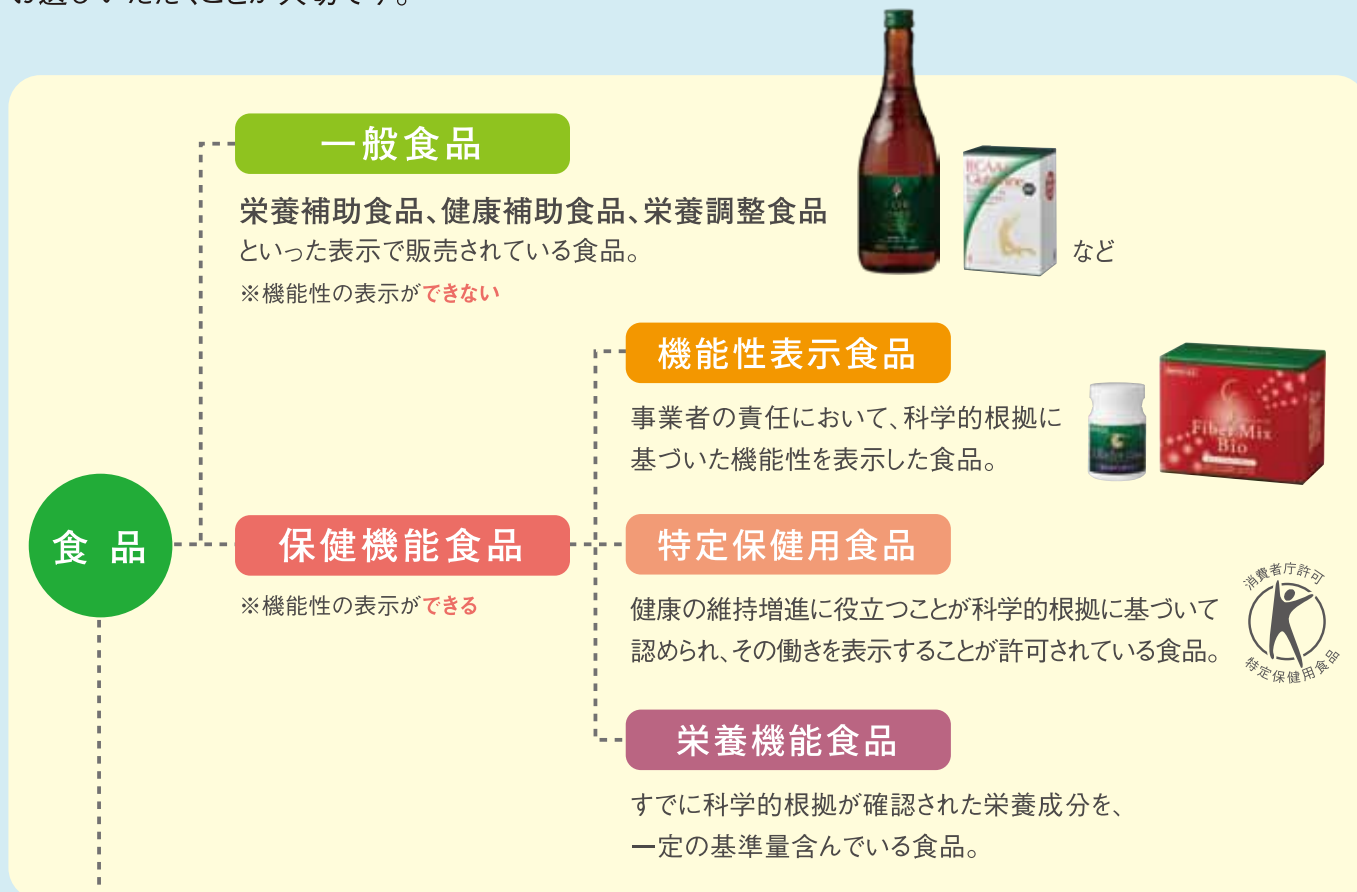 一般食品
栄養補助食品、健康補助食品、栄養調整食品
といった表示で販売されている食品。
※機能性の表示ができない
など
機能性表示食品
事業者の責任において、科学的根拠に
基づいた機能性を表示した食品。
Fiber Mix
Bio
食品
保健機能食品
※機能性の表示ができる
特定保健用食品
健康の維持増進に役立つことが科学的根拠に基づいて
認められ、その働きを表示することが許可されている食品。
消費者庁許可
特定保健用食品
栄養機能食品
すでに科学的根拠が確認された栄養成分を、
一定の基準量含んでいる食品。